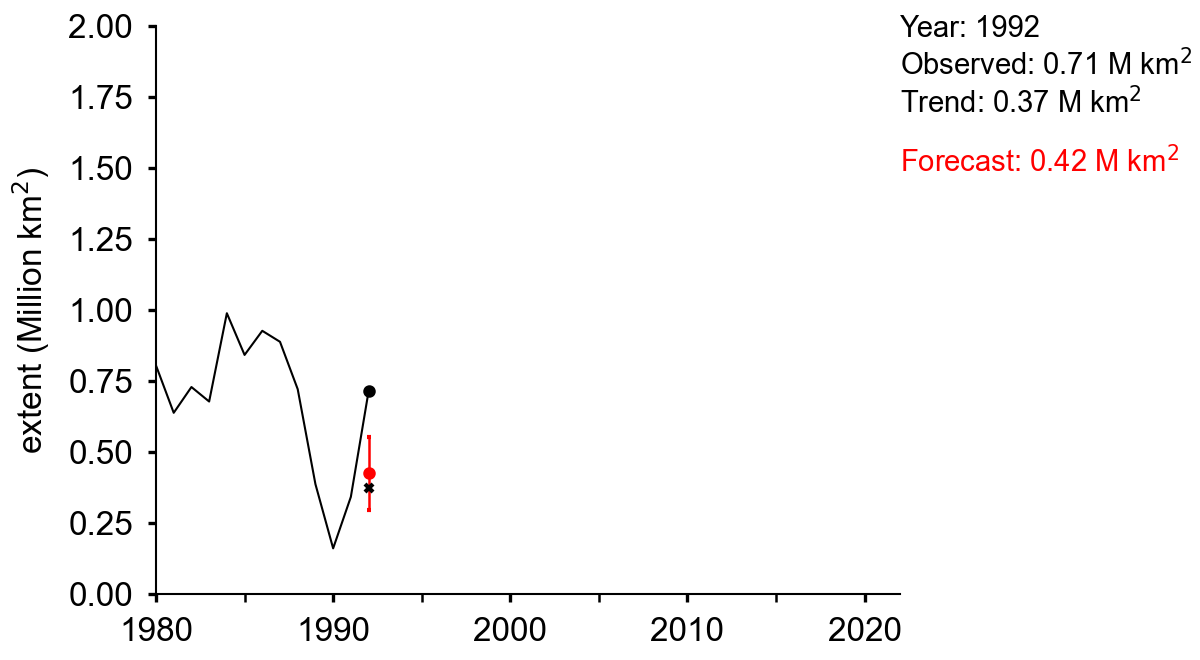 Year: 1992
Observed: 0.71 M km²
Trend: 0.37 M km²
Forecast: 0.42 M km²
extent (Million km²)
2.00
1.75
1.50
1.25
1.00
0.75
0.50
0.25
0.00
1980 1990 2000 2010 2020